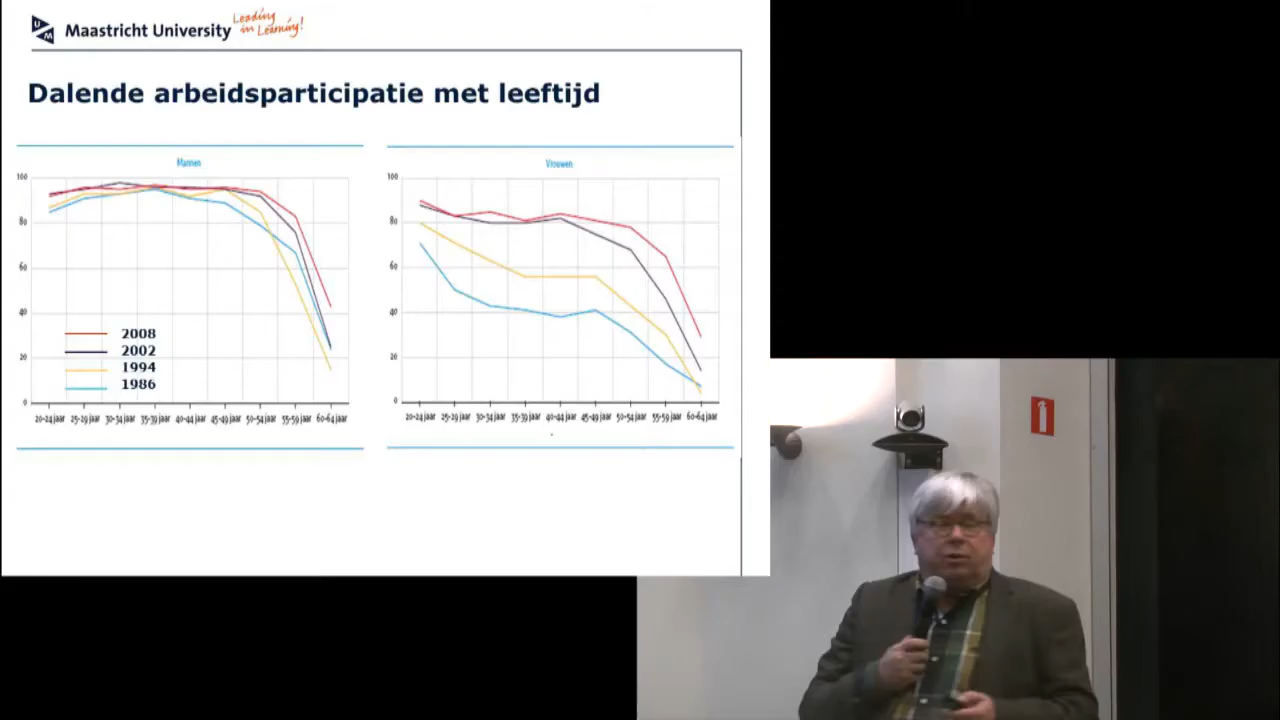 Maastricht University
Leading
in Learning!
Dalende arbeidsparticipatie met leeftijd
Mannen
100
80
60
40
20
0
2008
2002
1994
1986
20-24 jaar 25-29 jaar 30-34 jaar 35-39 jaar 40-44 jaar 45-49 jaar 50-54 jaar 55-59 jaar 60-64 jaar
Vrouwen
100
80
60
40
20
0
20-24 jaar 25-29 jaar 30-34 jaar 35-39 jaar 40-44 jaar 45-49 jaar 50-54 jaar 55-59 jaar 60-64 jaar